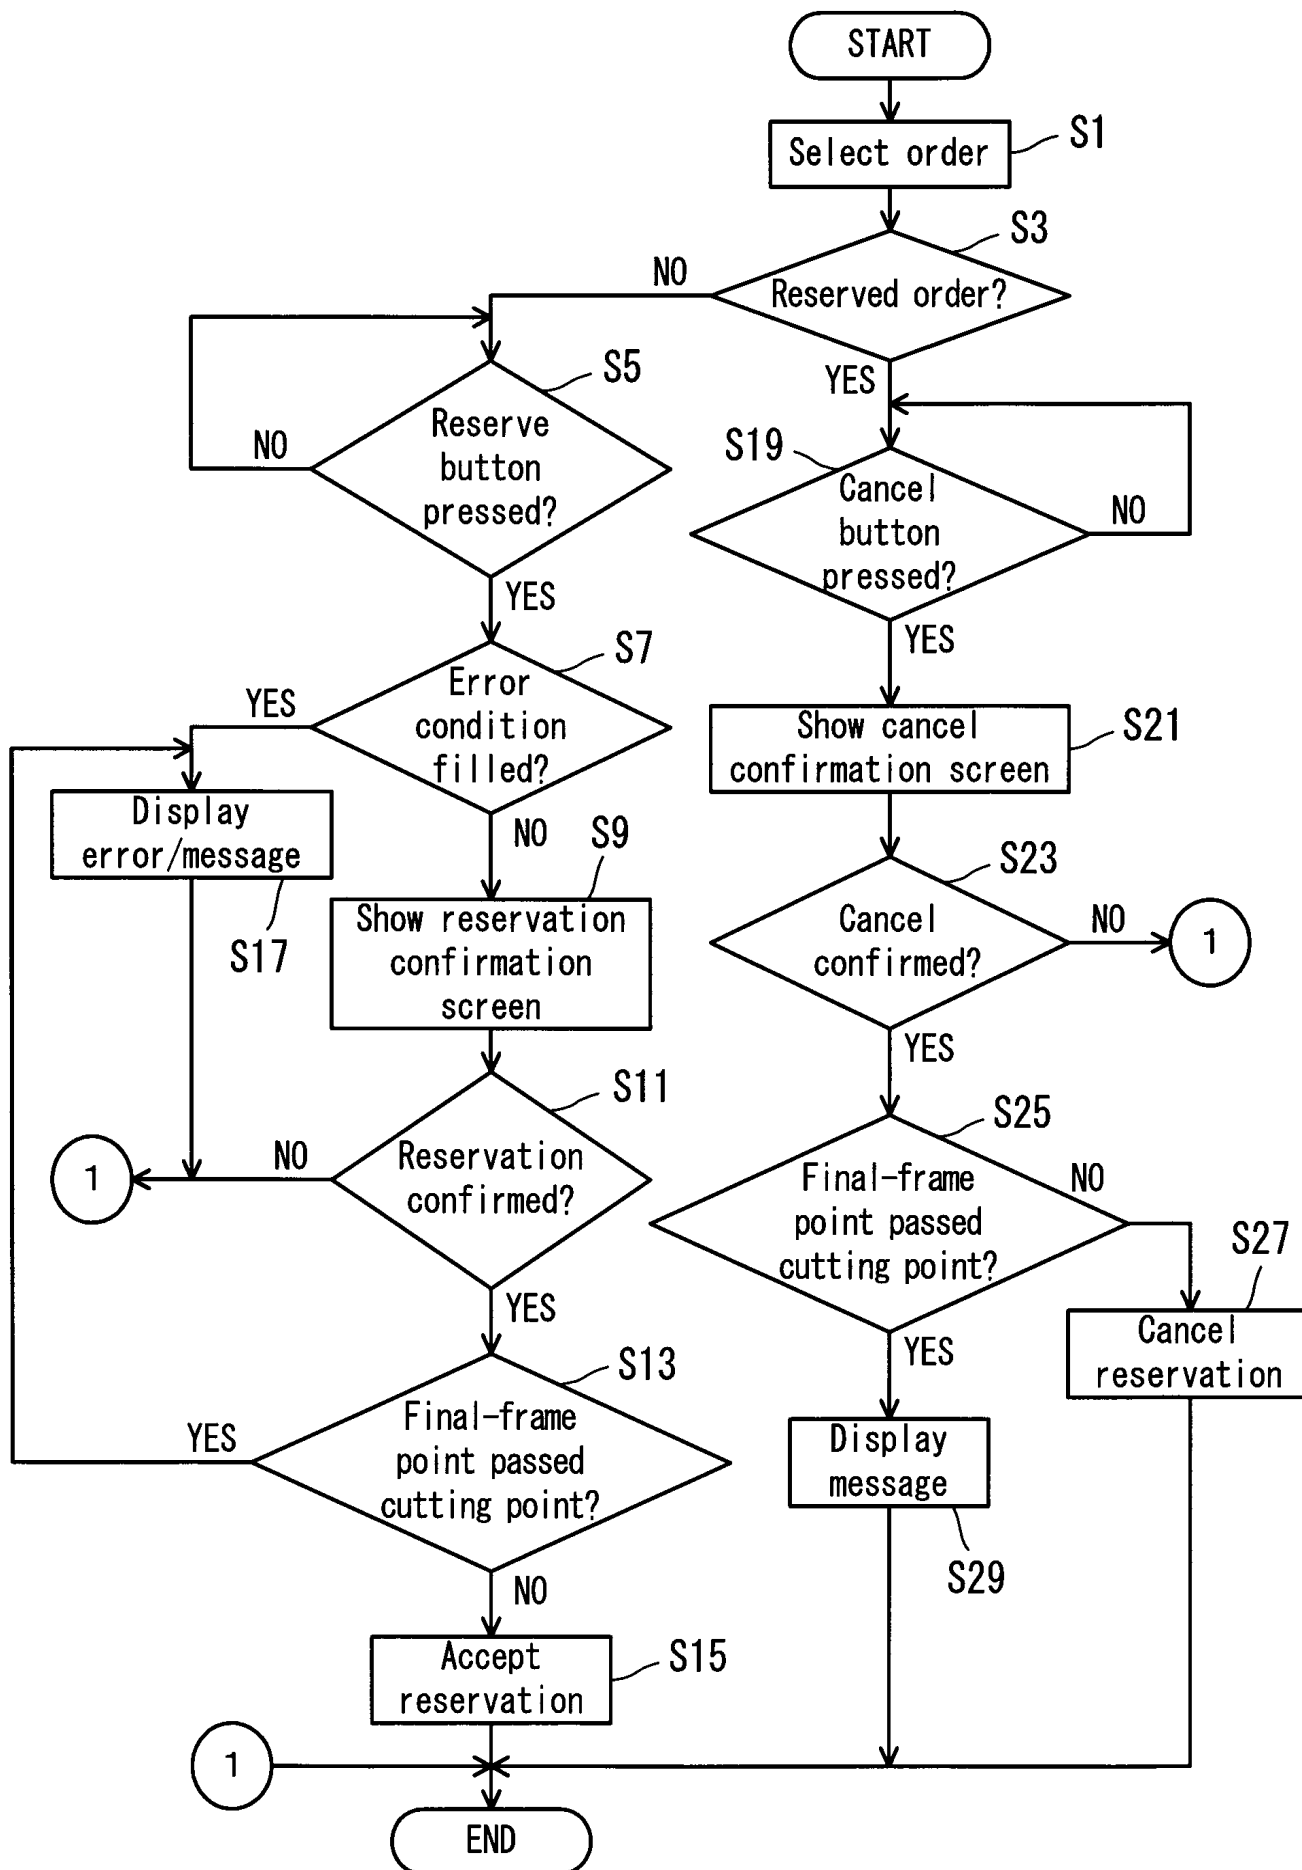 START
Select order
S1
S3
Reserved order?
NO
YES
S5
Reserve
button
pressed?
NO
YES
S19
Cancel
button
pressed?
NO
YES
S7
Error
condition
filled?
YES
NO
Display
error/message
S17
S9
Show reservation
confirmation
screen
Show cancel
confirmation screen
S21
S23
Cancel
confirmed?
NO
1
YES
S11
Reservation
confirmed?
NO
1
YES
S25
Final-frame
point passed
cutting point?
NO
YES
S27
Cancel
reservation
S13
Final-frame
point passed
cutting point?
YES
NO
Display
message
S29
Accept
reservation
S15
1
END